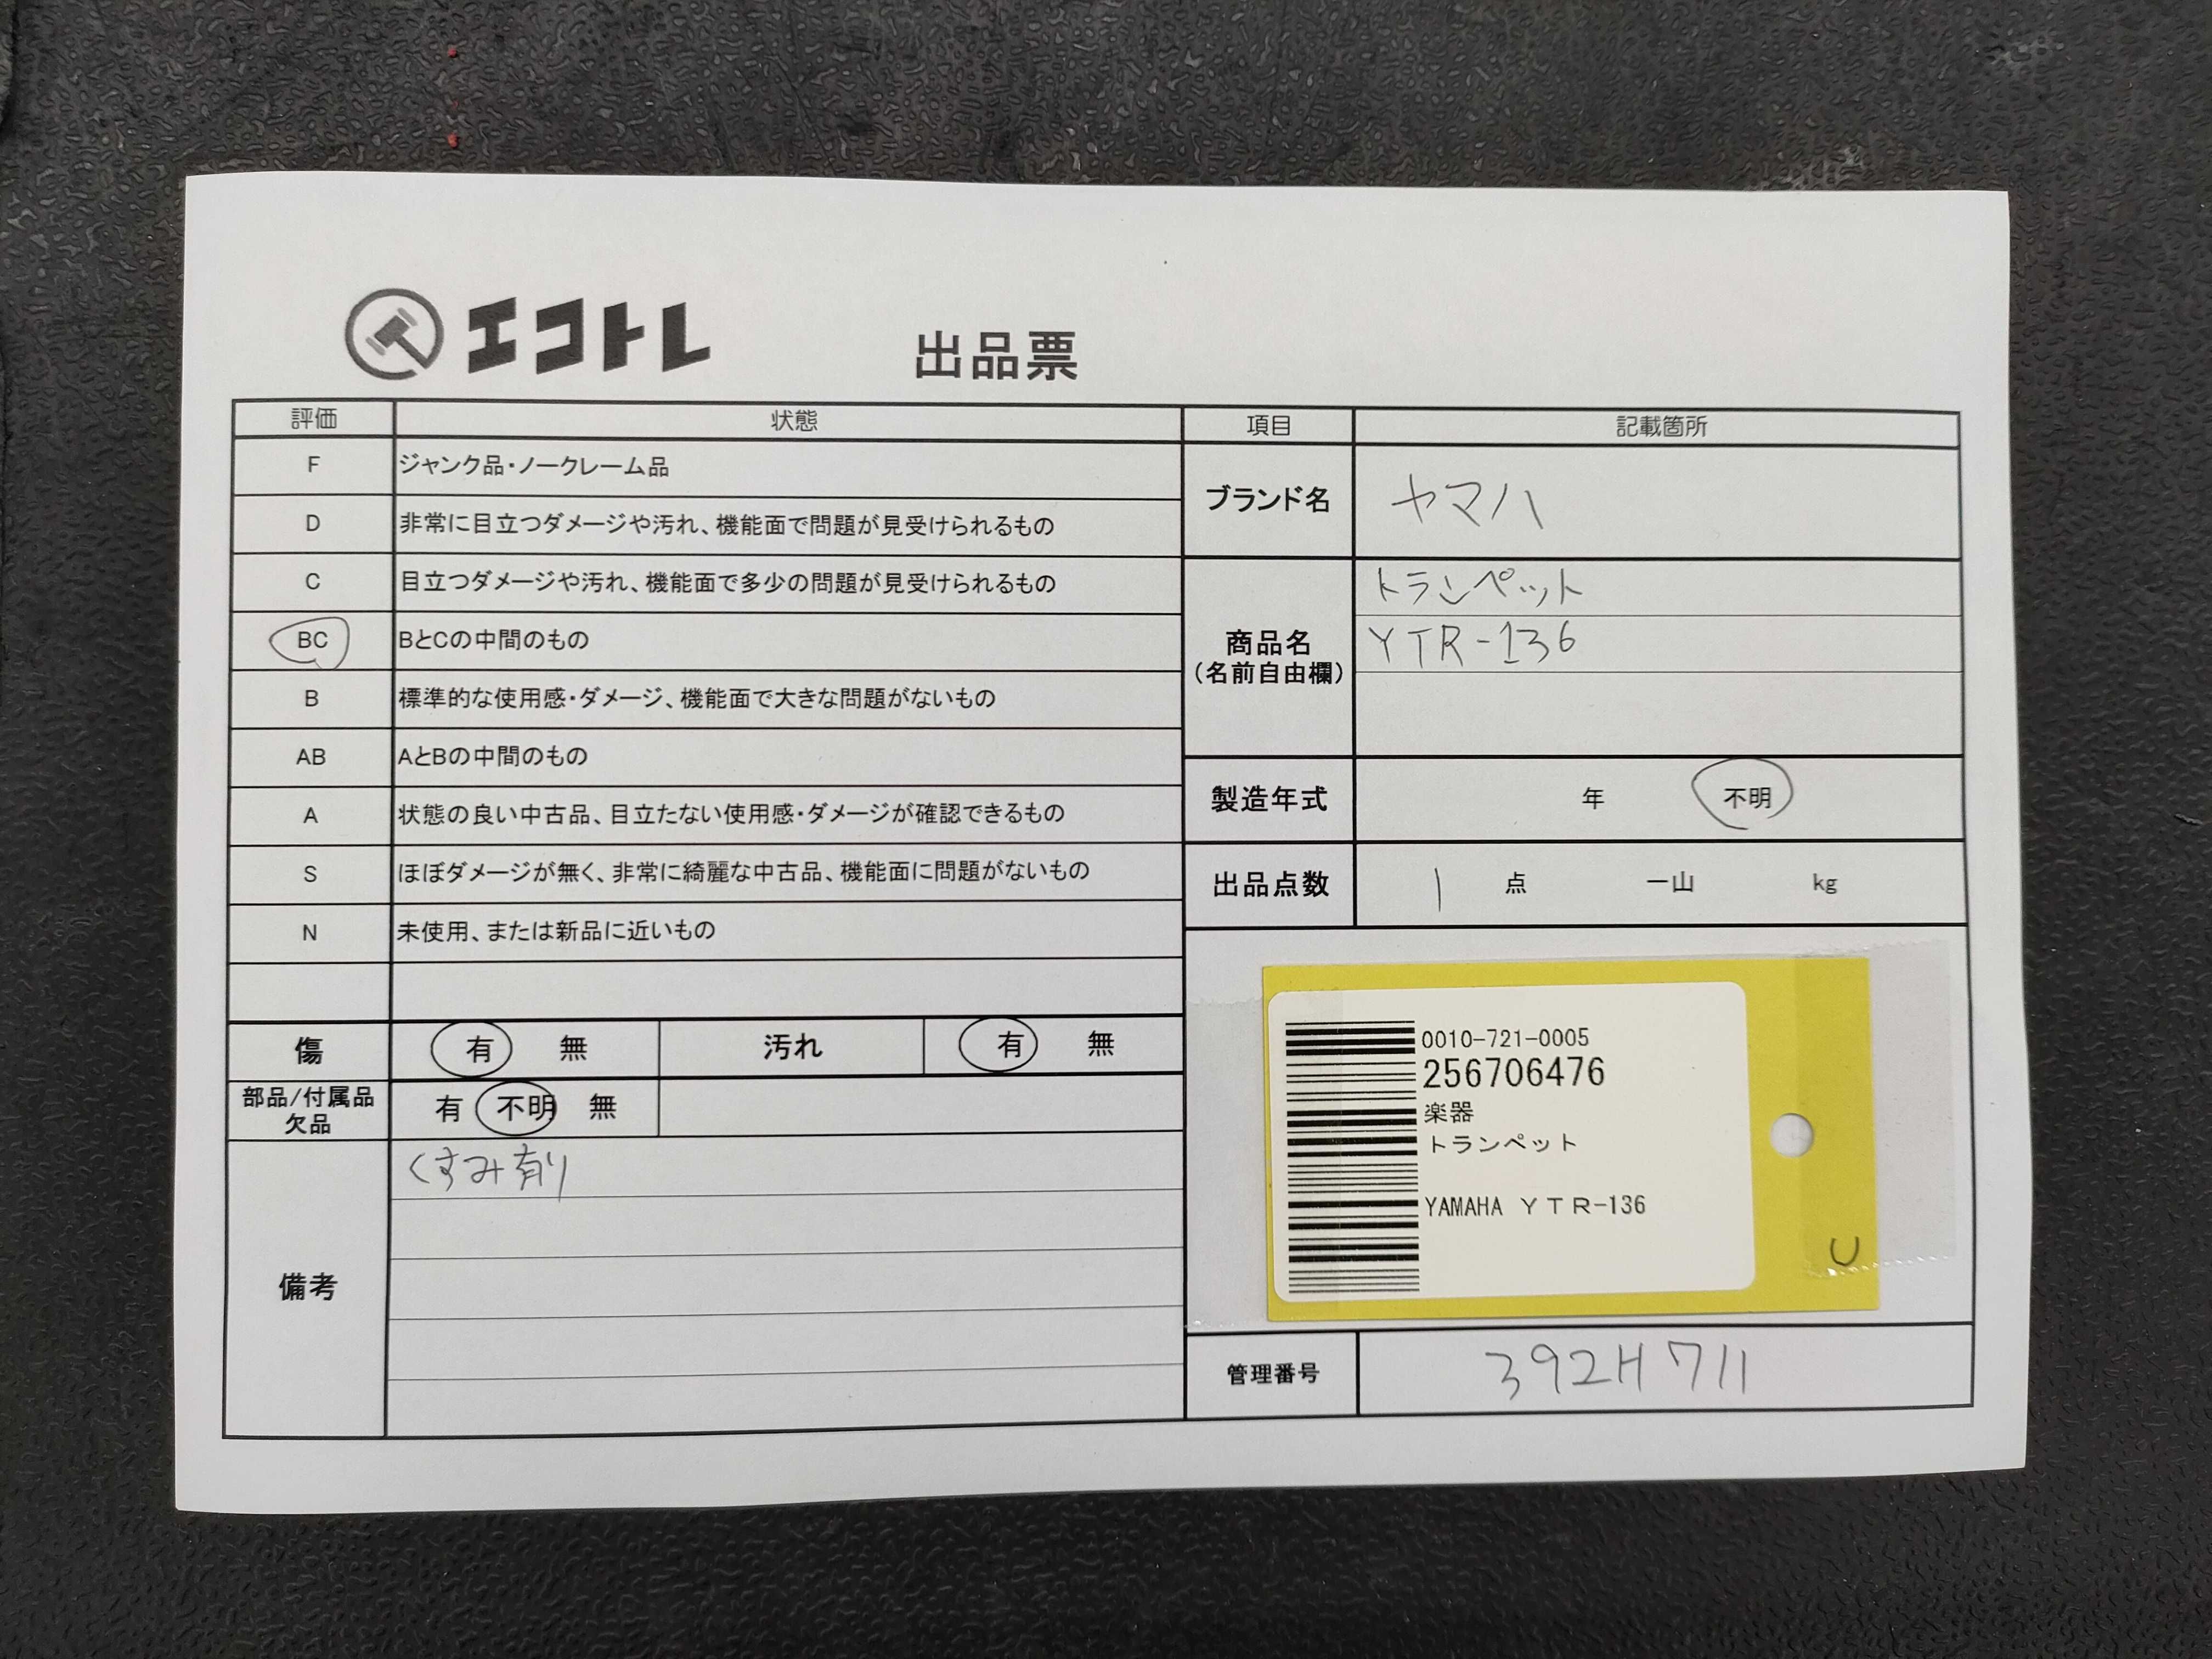 エコトレ
出品票
評価 状態
F ジャンク品・ノークレーム品
D 非常に目立つダメージや汚れ、機能面で問題が見受けられるもの
C 目立つダメージや汚れ、機能面で多少の問題が見受けられるもの
BC BとCの中間のもの
B 標準的な使用感・ダメージ、機能面で大きな問題がないもの
AB AとBの中間のもの
A 状態の良い中古品、目立たない使用感・ダメージが確認できるもの
S ほぼダメージが無く、非常に綺麗な中古品、機能面に問題がないもの
N 未使用、または新品に近いもの
傷 有 無 汚れ 有 無
部品/付属品
欠品
有 不明 無
備考
くすみ有り
項目 記載箇所
ブランド名 ヤマハ
商品名
(名前自由欄)
トランペット
YTR-136
製造年式 年 不明
出品点数 1 点 一山 kg
0010-721-0005
256706476
楽器
トランペット
YAMAHA ＹＴＲ-136
U
管理番号 392H711